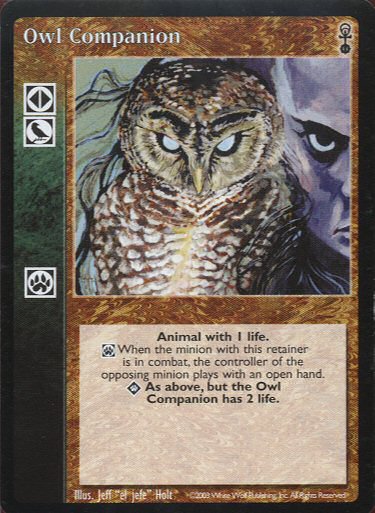 Owl Companion
Animal with 1 life.
When the minion with this retainer
is in combat, the controller of the
opposing minion plays with an open hand.
As above, but the Owl
Companion has 2 life.
Illus. Jeff "el jefe" Holt
©2003 White Wolf Publishing, Inc. All Rights Reserved